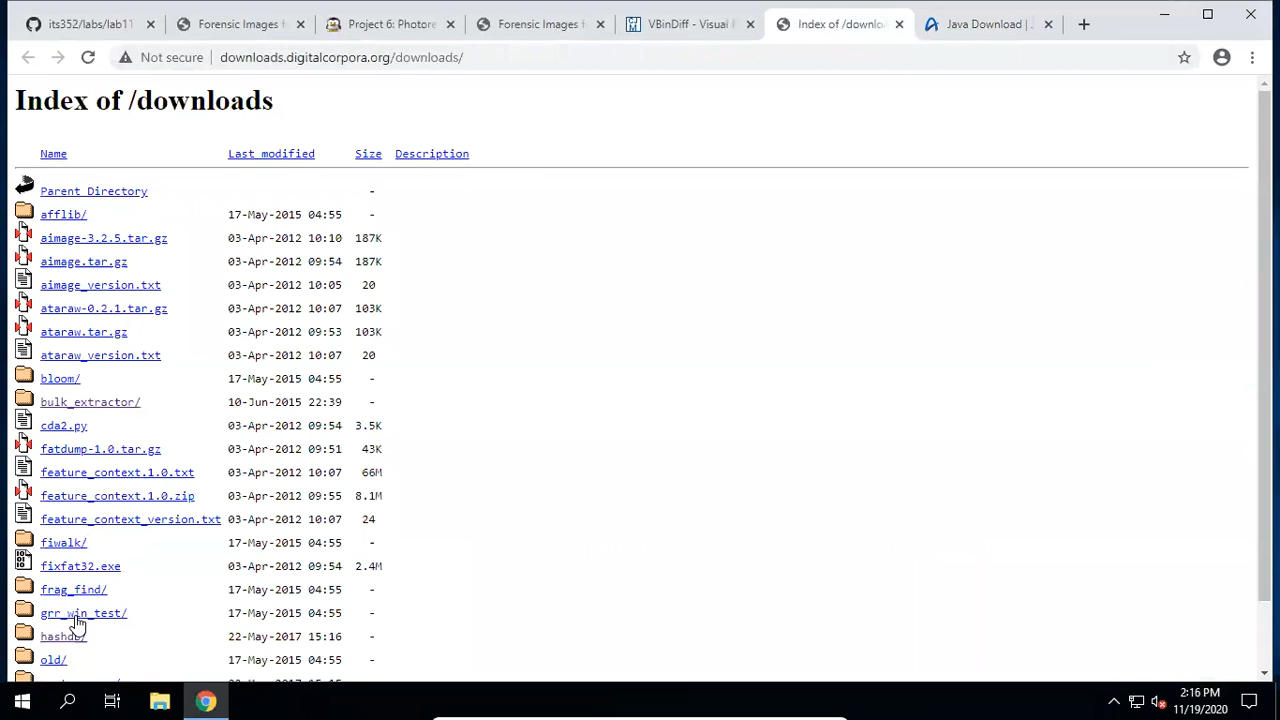 its352/labs/lab11
Forensic Images f
Project 6: Photore
Forensic Images f
VBinDiff - Visual
Index of /downlo
Java Download |
Not secure downloads.digitalcorpora.org/downloads/
Index of /downloads
Name Last modified Size Description
Parent Directory -
afflib/ 17-May-2015 04:55 -
aimage-3.2.5.tar.gz 03-Apr-2012 10:10 187K
aimage.tar.gz 03-Apr-2012 09:54 187K
aimage_version.txt 03-Apr-2012 10:05 20
ataraw-0.2.1.tar.gz 03-Apr-2012 10:07 103K
ataraw.tar.gz 03-Apr-2012 09:53 103K
ataraw_version.txt 03-Apr-2012 10:07 20
bloom/ 17-May-2015 04:55 -
bulk_extractor/ 10-Jun-2015 22:39 -
cda2.py 03-Apr-2012 09:54 3.5K
fatdump-1.0.tar.gz 03-Apr-2012 09:51 43K
feature_context.1.0.txt 03-Apr-2012 10:07 66M
feature_context.1.0.zip 03-Apr-2012 09:55 8.1M
feature_context_version.txt 03-Apr-2012 10:07 24
fiwalk/ 17-May-2015 04:55 -
fixfat32.exe 03-Apr-2012 09:54 2.4M
frag_find/ 17-May-2015 04:55 -
grr_win_test/ 17-May-2015 04:55 -
hashdb/ 22-May-2017 15:16 -
old/ 17-May-2015 04:55 -
2:16 PM
11/19/2020